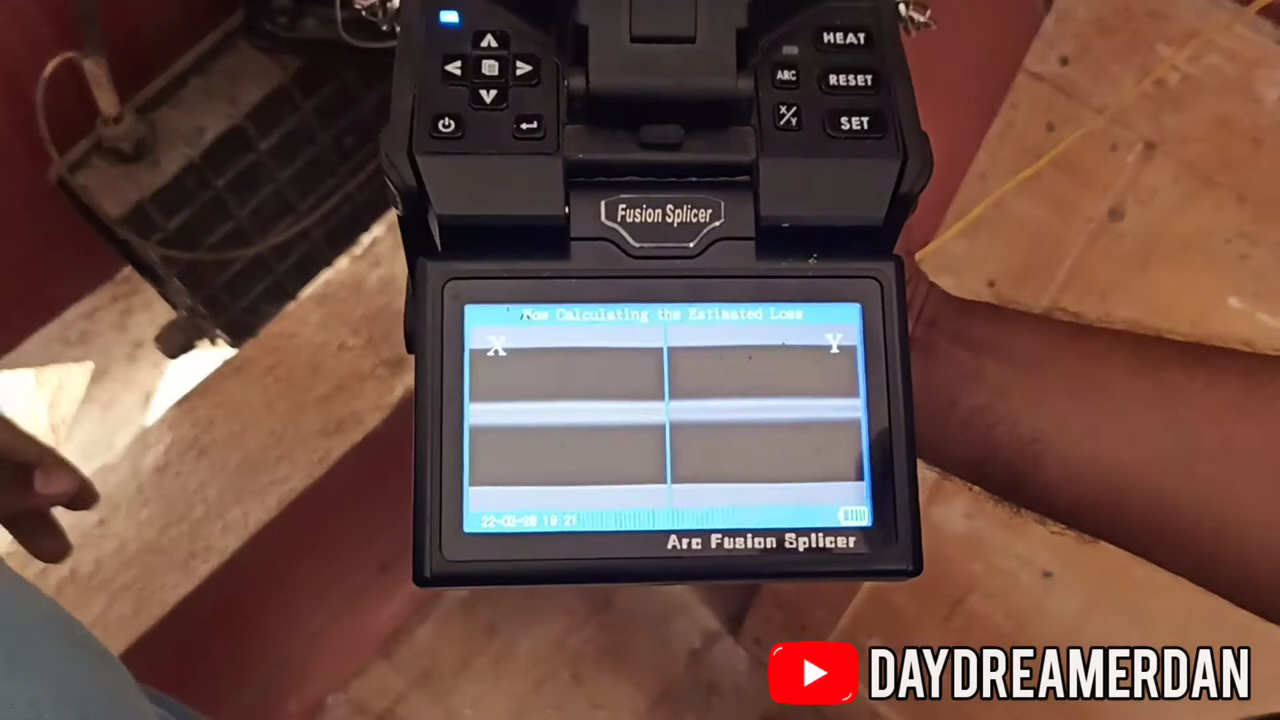 HEAT
ARC
RESET
X/Y
SET
Fusion Splicer
Now Calculating the Estimated Loss
X
Y
Arc Fusion Splicer
DAYDREAMERDAN